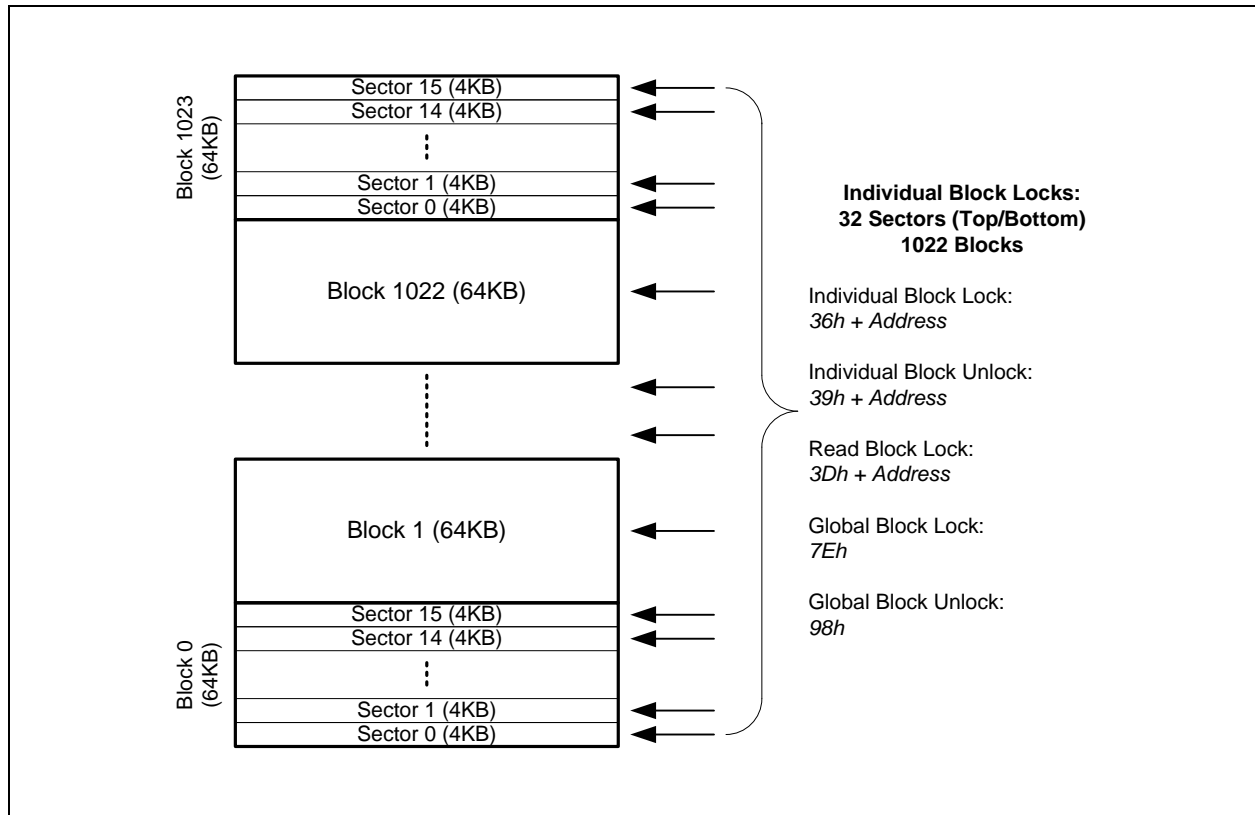 Block 1023
(64KB)
Sector 15 (4KB)
Sector 14 (4KB)
Sector 1 (4KB)
Sector 0 (4KB)
Block 1022 (64KB)
Block 1 (64KB)
Block 0
(64KB)
Sector 15 (4KB)
Sector 14 (4KB)
Sector 1 (4KB)
Sector 0 (4KB)
Individual Block Locks:
32 Sectors (Top/Bottom)
1022 Blocks
Individual Block Lock:
36h + Address
Individual Block Unlock:
39h + Address
Read Block Lock:
3Dh + Address
Global Block Lock:
7Eh
Global Block Unlock:
98h